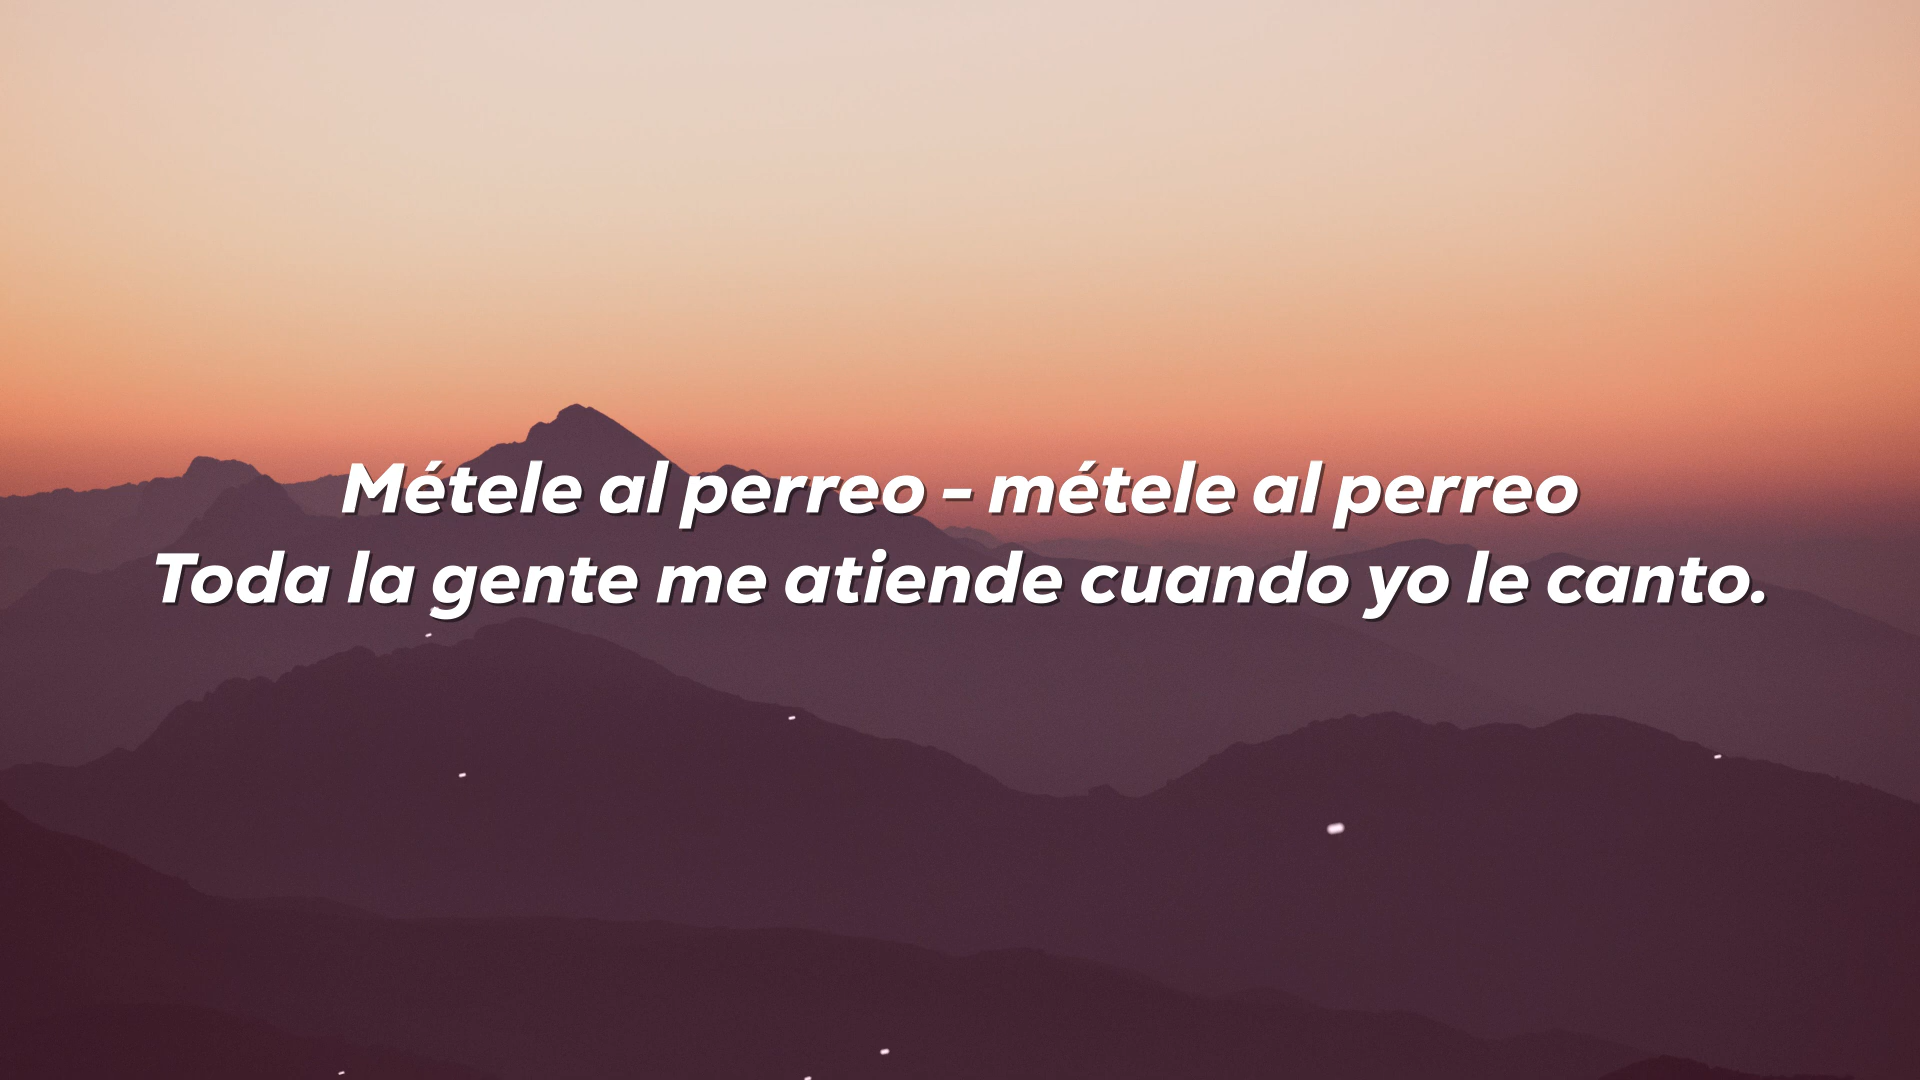 Métele al perreo - métele al perreo
Toda la gente me atiende cuando yo le canto.